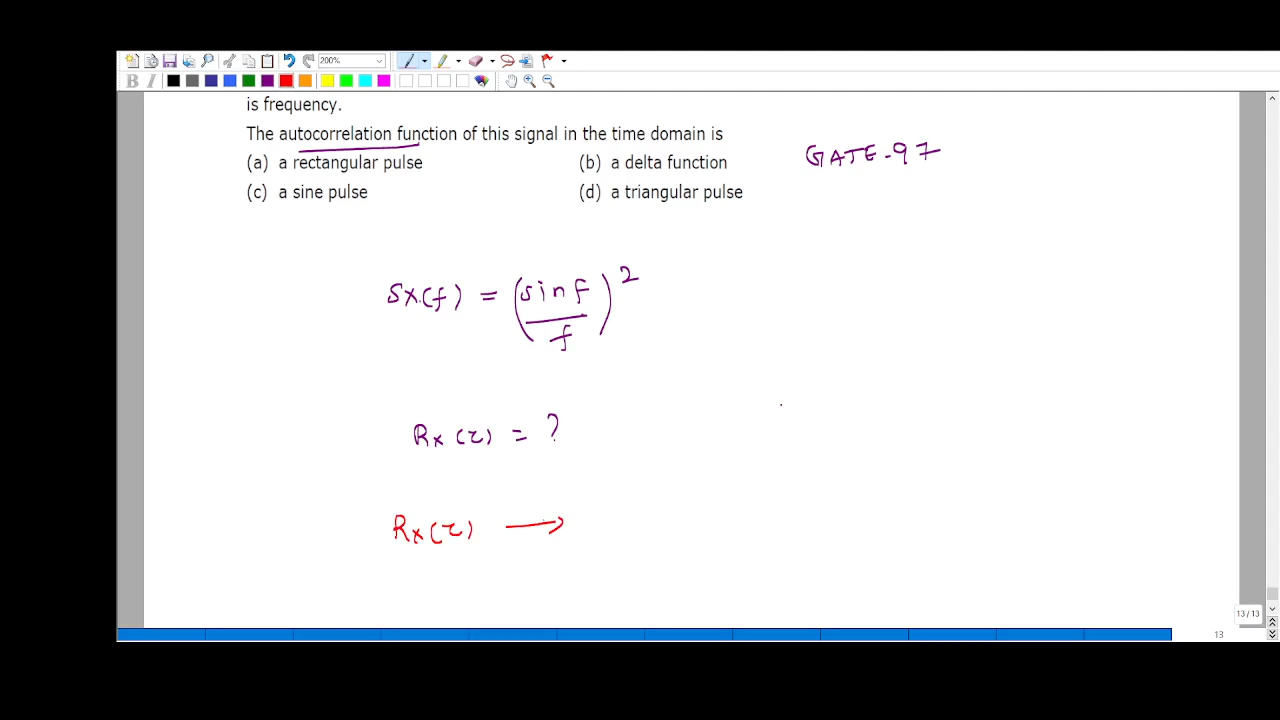 200%
B I
is frequency.
The autocorrelation function of this signal in the time domain is
(a) a rectangular pulse (b) a delta function
GATE-97
(c) a sine pulse (d) a triangular pulse
Sx(f) = (sin f / f)²
Rx(τ) = ?
Rx(τ) →
13/13
13